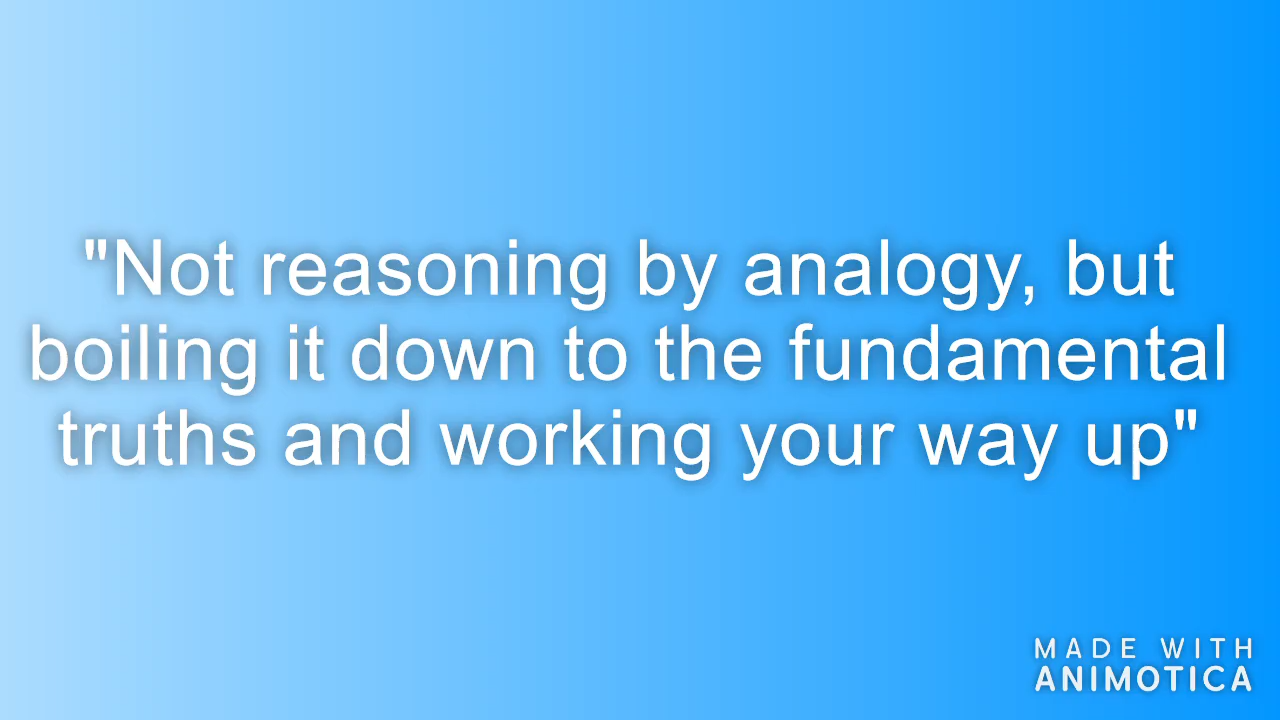 "Not reasoning by analogy, but
boiling it down to the fundamental
truths and working your way up"
MADE WITH
ANIMOTICA